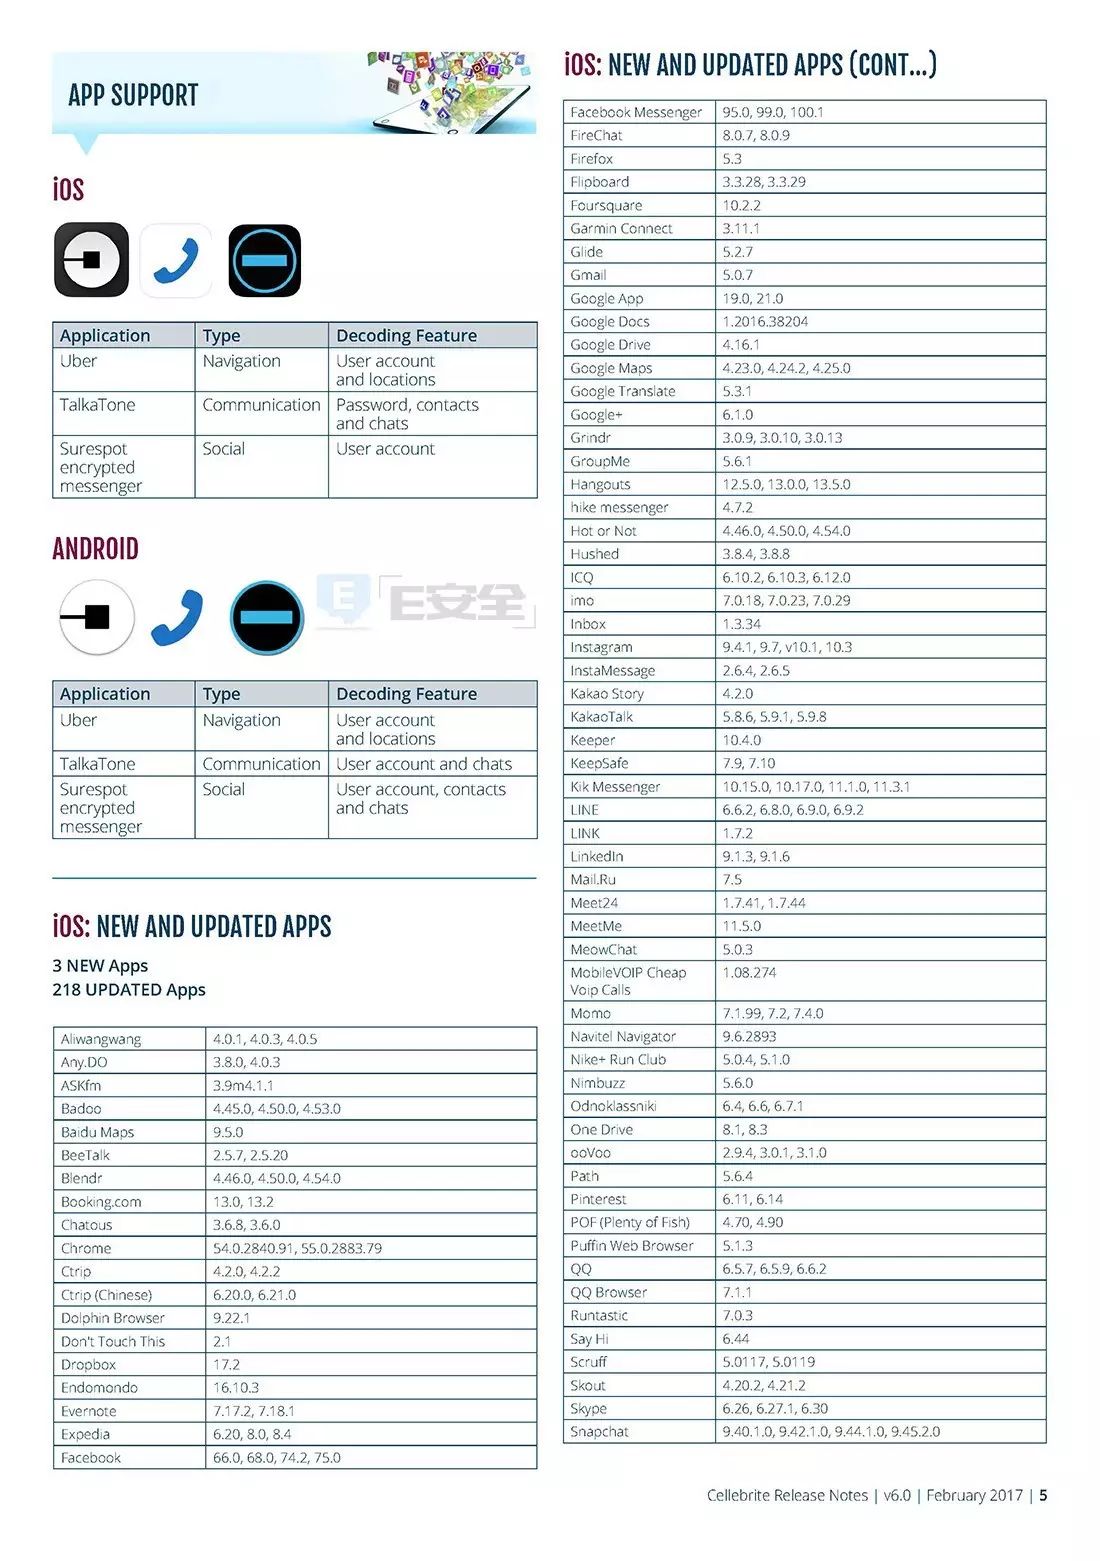 APP SUPPORT
iOS
Application Type Decoding Feature
Uber Navigation User account
and locations
TalkaTone Communication Password, contacts
and chats
Surespot Social User account
encrypted
messenger
ANDROID
E E安全
Application Type Decoding Feature
Uber Navigation User account
and locations
TalkaTone Communication User account and chats
Surespot Social User account, contacts
encrypted and chats
messenger
iOS: NEW AND UPDATED APPS
3 NEW Apps
218 UPDATED Apps
Aliwangwang 4.0.1, 4.0.3, 4.0.5
Any.DO 3.8.0, 4.0.3
ASKfm 3.9m4.1.1
Badoo 4.45.0, 4.50.0, 4.53.0
Baidu Maps 9.5.0
BeeTalk 2.5.7, 2.5.20
Blendr 4.46.0, 4.50.0, 4.54.0
Booking.com 13.0, 13.2
Chatous 3.6.8, 3.6.0
Chrome 54.0.2840.91, 55.0.2883.79
Ctrip 4.2.0, 4.2.2
Ctrip (Chinese) 6.20.0, 6.21.0
Dolphin Browser 9.22.1
Don't Touch This 2.1
Dropbox 17.2
Endomondo 16.10.3
Evernote 7.17.2, 7.18.1
Expedia 6.20, 8.0, 8.4
Facebook 66.0, 68.0, 74.2, 75.0
iOS: NEW AND UPDATED APPS (CONT...)
Facebook Messenger 95.0, 99.0, 100.1
FireChat 8.0.7, 8.0.9
Firefox 5.3
Flipboard 3.3.28, 3.3.29
Foursquare 10.2.2
Garmin Connect 3.11.1
Glide 5.2.7
Gmail 5.0.7
Google App 19.0, 21.0
Google Docs 1.2016.38204
Google Drive 4.16.1
Google Maps 4.23.0, 4.24.2, 4.25.0
Google Translate 5.3.1
Google+ 6.1.0
Grindr 3.0.9, 3.0.10, 3.0.13
GroupMe 5.6.1
Hangouts 12.5.0, 13.0.0, 13.5.0
hike messenger 4.7.2
Hot or Not 4.46.0, 4.50.0, 4.54.0
Hushed 3.8.4, 3.8.8
ICQ 6.10.2, 6.10.3, 6.12.0
imo 7.0.18, 7.0.23, 7.0.29
Inbox 1.3.34
Instagram 9.4.1, 9.7, v10.1, 10.3
InstaMessage 2.6.4, 2.6.5
Kakao Story 4.2.0
KakaoTalk 5.8.6, 5.9.1, 5.9.8
Keeper 10.4.0
KeepSafe 7.9, 7.10
Kik Messenger 10.15.0, 10.17.0, 11.1.0, 11.3.1
LINE 6.6.2, 6.8.0, 6.9.0, 6.9.2
LINK 1.7.2
LinkedIn 9.1.3, 9.1.6
Mail.Ru 7.5
Meet24 1.7.41, 1.7.44
MeetMe 11.5.0
MeowChat 5.0.3
MobileVOIP Cheap 1.08.274
Voip Calls
Momo 7.1.99, 7.2, 7.4.0
Navitel Navigator 9.6.2893
Nike+ Run Club 5.0.4, 5.1.0
Nimbuzz 5.6.0
Odnoklassniki 6.4, 6.6, 6.7.1
One Drive 8.1, 8.3
ooVoo 2.9.4, 3.0.1, 3.1.0
Path 5.6.4
Pinterest 6.11, 6.14
POF (Plenty of Fish) 4.70, 4.90
Puffin Web Browser 5.1.3
QQ 6.5.7, 6.5.9, 6.6.2
QQ Browser 7.1.1
Runtastic 7.0.3
Say Hi 6.44
Scruff 5.0117, 5.0119
Skout 4.20.2, 4.21.2
Skype 6.26, 6.27.1, 6.30
Snapchat 9.40.1.0, 9.42.1.0, 9.44.1.0, 9.45.2.0
Cellebrite Release Notes | v6.0 | February 2017 | 5